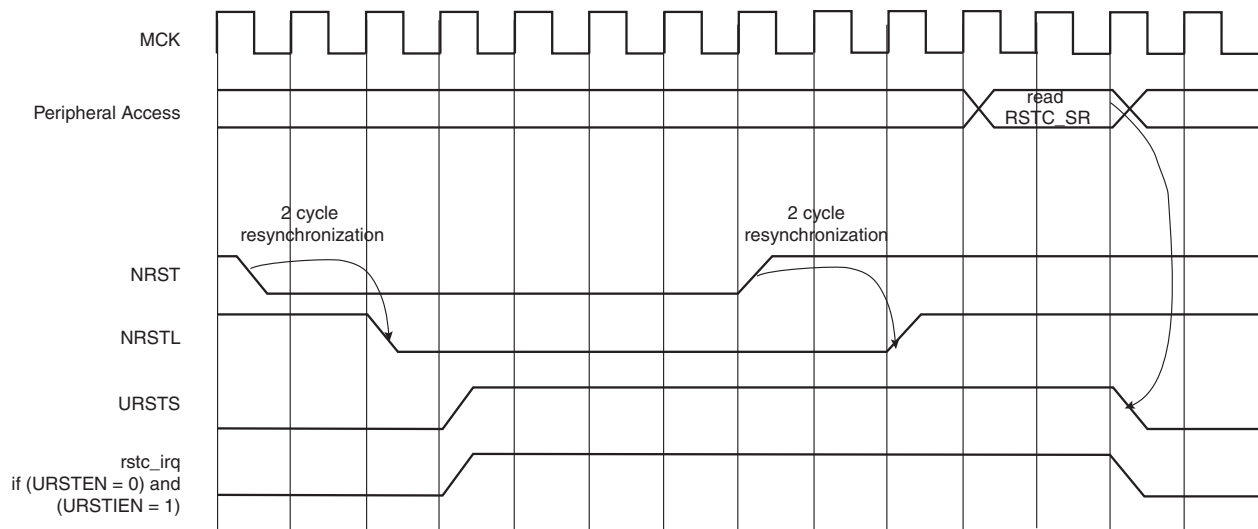 MCK
Peripheral Access
read
RSTC_SR
2 cycle
resynchronization
2 cycle
resynchronization
NRST
NRSTL
URSTS
rstc_irq
if (URSTEN = 0) and
(URSTIEN = 1)